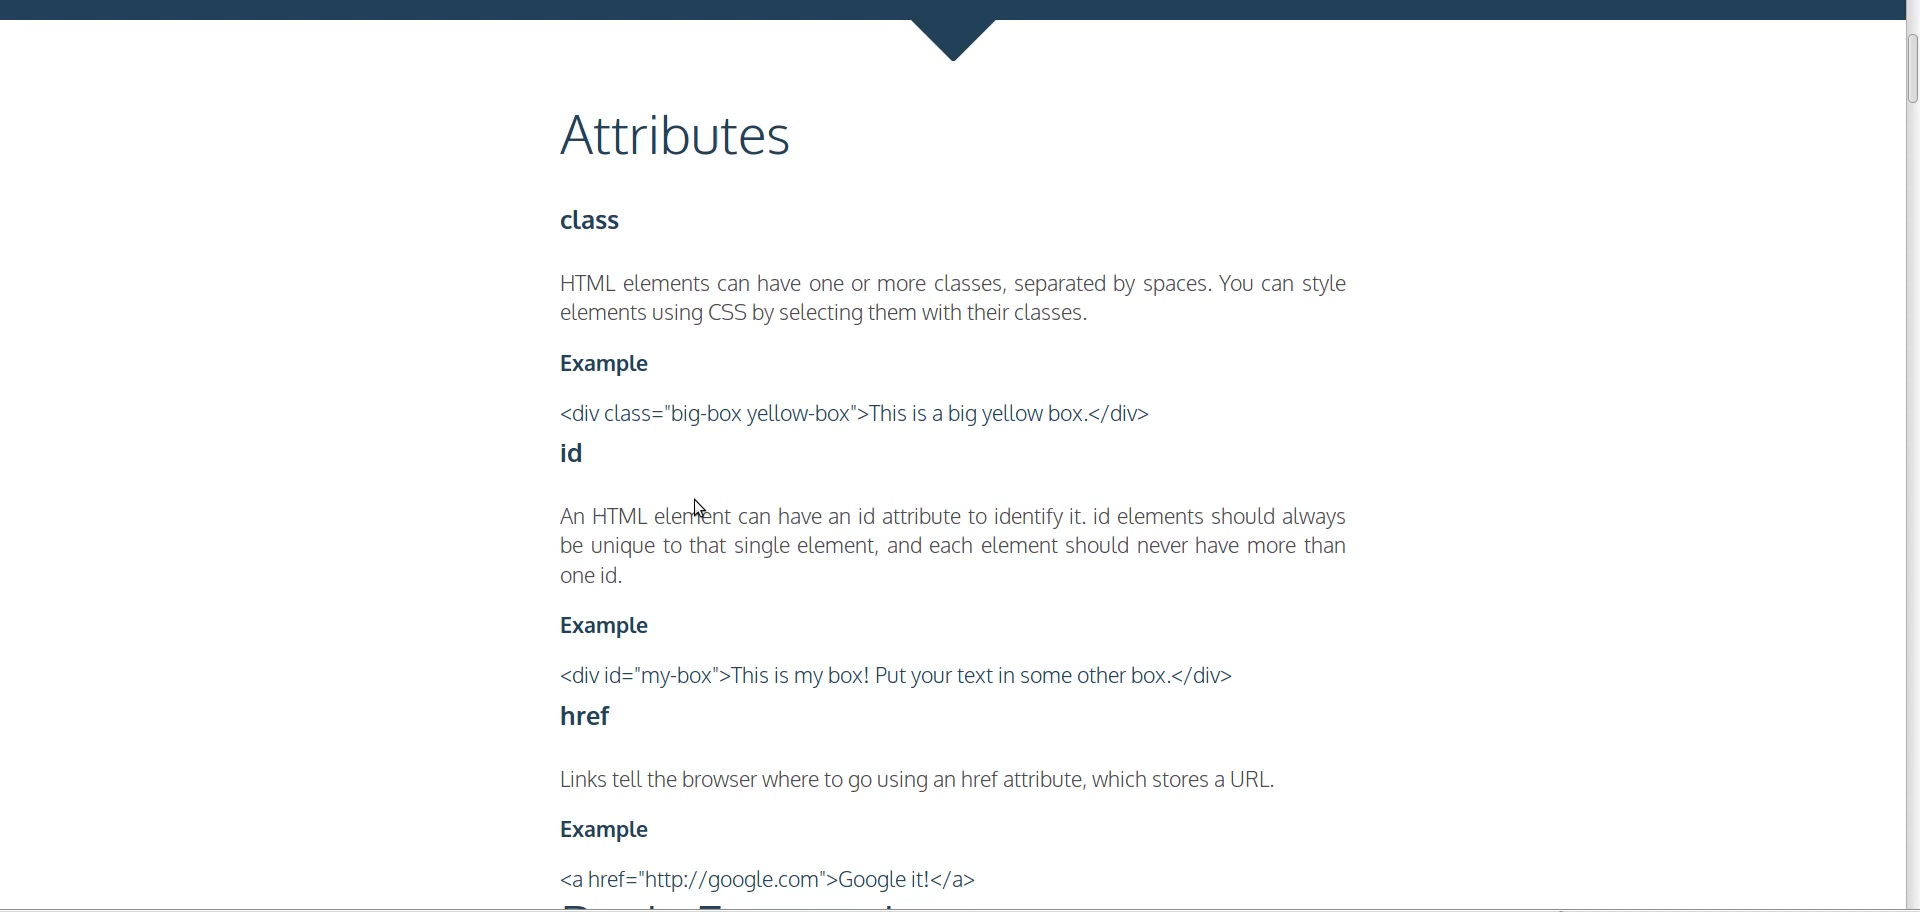 Attributes
class
HTML elements can have one or more classes, separated by spaces. You can style
elements using CSS by selecting them with their classes.
Example
<div class="big-box yellow-box">This is a big yellow box.</div>
id
An HTML element can have an id attribute to identify it. id elements should always
be unique to that single element, and each element should never have more than
one id.
Example
<div id="my-box">This is my box! Put your text in some other box.</div>
href
Links tell the browser where to go using an href attribute, which stores a URL.
Example
<a href="http://google.com">Google it!</a>